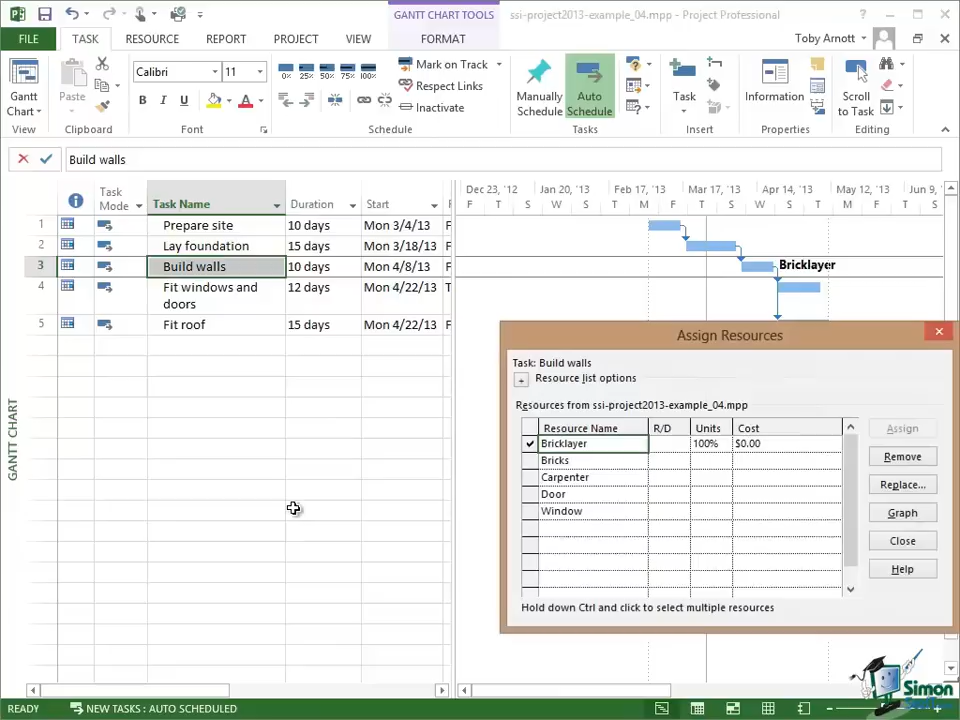 GANTT CHART TOOLS
ssi-project2013-example_04.mpp - Project Professional
FILE TASK RESOURCE REPORT PROJECT VIEW FORMAT
Toby Arnott
Gantt Chart
View
Paste
Clipboard
Calibri 11
B I U A
Font
0% 25% 50% 75% 100%
Mark on Track
Respect Links
Inactivate
Schedule
Manually Schedule
Auto Schedule
Tasks
Task
Insert
Information
Properties
Scroll to Task
Editing
Build walls
Task Mode Task Name Duration Start
Dec 23, '12 Jan 20, '13 Feb 17, '13 Mar 17, '13 Apr 14, '13 May 12, '13 Jun 9, '
F T S W S T M F T S W S T M F T S
1 Prepare site 10 days Mon 3/4/13 F
2 Lay foundation 15 days Mon 3/18/13 F
3 Build walls 10 days Mon 4/8/13 F
Bricklayer
4 Fit windows and doors 12 days Mon 4/22/13 T
5 Fit roof 15 days Mon 4/22/13 F
GANTT CHART
Assign Resources
Task: Build walls
+ Resource list options
Resources from ssi-project2013-example_04.mpp
Resource Name R/D Units Cost
Bricklayer 100% $0.00
Bricks
Carpenter
Door
Window
Assign
Remove
Replace...
Graph
Close
Help
Hold down Ctrl and click to select multiple resources
Simon
READY NEW TASKS : AUTO SCHEDULED